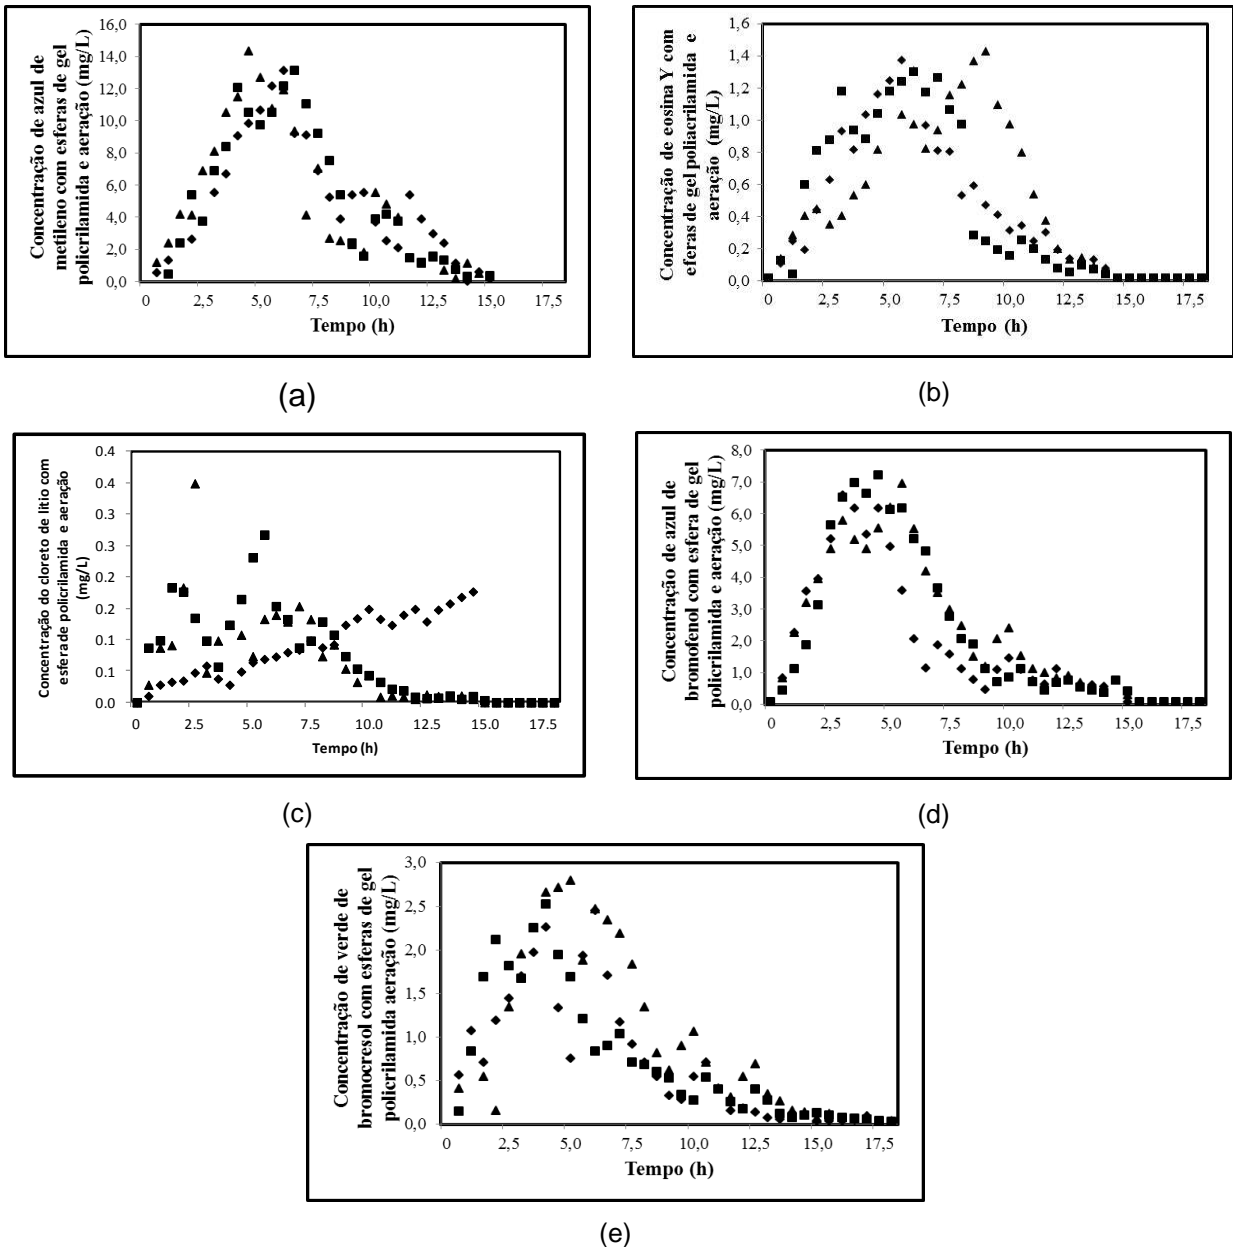 Concentração de azul de
metileno com esferas de gel
policrilamida e aeração (mg/L)
16,0
14,0
12,0
10,0
8,0
6,0
4,0
2,0
0,0
0 2,5 5,0 7,5 10,0 12,5 15,0 17,5
Tempo (h)
(a)
Concentração de eosina Y com
eferas de gel poliacrilamida e
aeração (mg/L)
1,6
1,4
1,2
1,0
0,8
0,6
0,4
0,2
0,0
0 2,5 5,0 7,5 10,0 12,5 15,0 17,5
Tempo (h)
(b)
Concentração do cloreto de lítio com
esfera de policrilamida e aeração
(mg/L)
0.4
0.4
0.3
0.3
0.2
0.2
0.1
0.1
0.0
0 2.5 5.0 7.5 10.0 12.5 15.0 17.5
Tempo (h)
(c)
Concentração de azul de
bromofenol com esfera de gel
policrilamida e aeração (mg/L)
8,0
7,0
6,0
5,0
4,0
3,0
2,0
1,0
0,0
0 2,5 5,0 7,5 10,0 12,5 15,0 17,5
Tempo (h)
(d)
Concentração de verde de
bromocresol com esferas de gel
policrilamida aeração (mg/L)
3,0
2,5
2,0
1,5
1,0
0,5
0,0
0 2,5 5,0 7,5 10,0 12,5 15,0 17,5
Tempo (h)
(e)